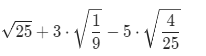 √25 + 3 · √(1/9) − 5 · √(4/25)